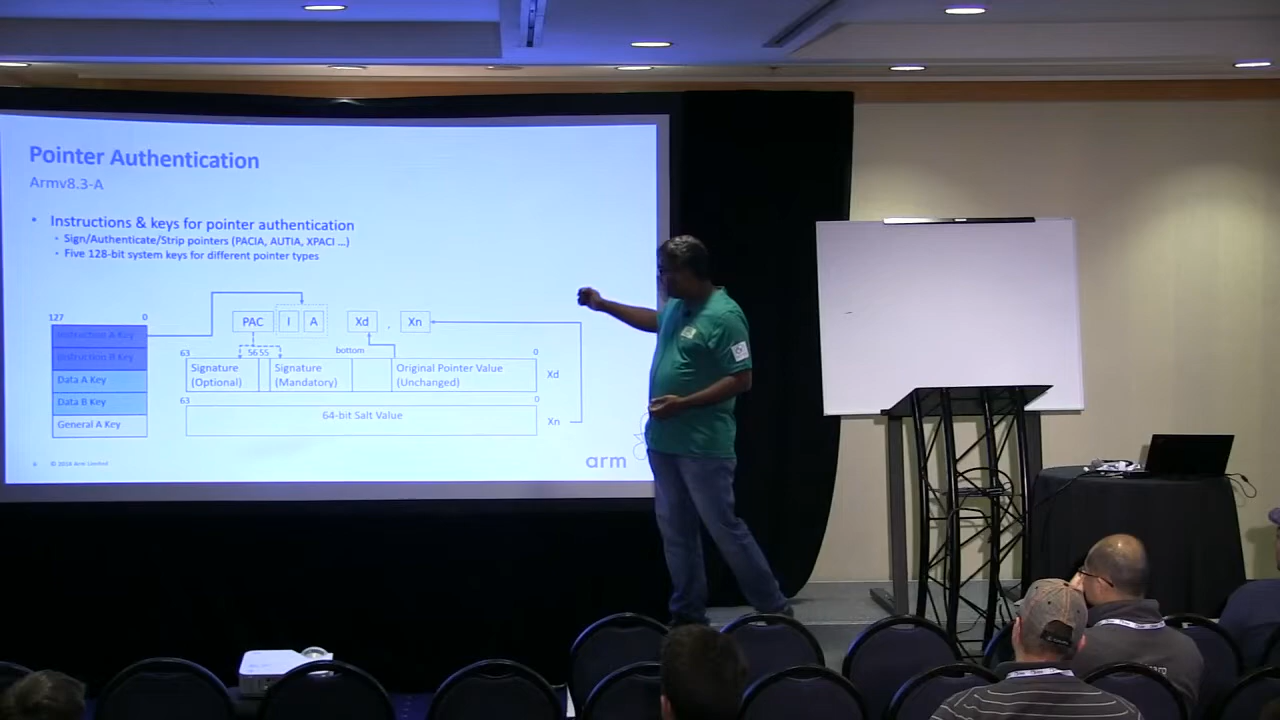 Pointer Authentication
Armv8.3-A
• Instructions & keys for pointer authentication
• Sign/Authenticate/Strip pointers (PACIA, AUTIA, XPACI ...)
• Five 128-bit system keys for different pointer types
127 0
Instruction A Key
Instruction B Key
Data A Key
Data B Key
General A Key
PAC I A Xd , Xn
63 56 55 bottom 0
Signature
(Optional)
Signature
(Mandatory)
Original Pointer Value
(Unchanged)
Xd
63 0
64-bit Salt Value
Xn
© 2018 Arm Limited
arm